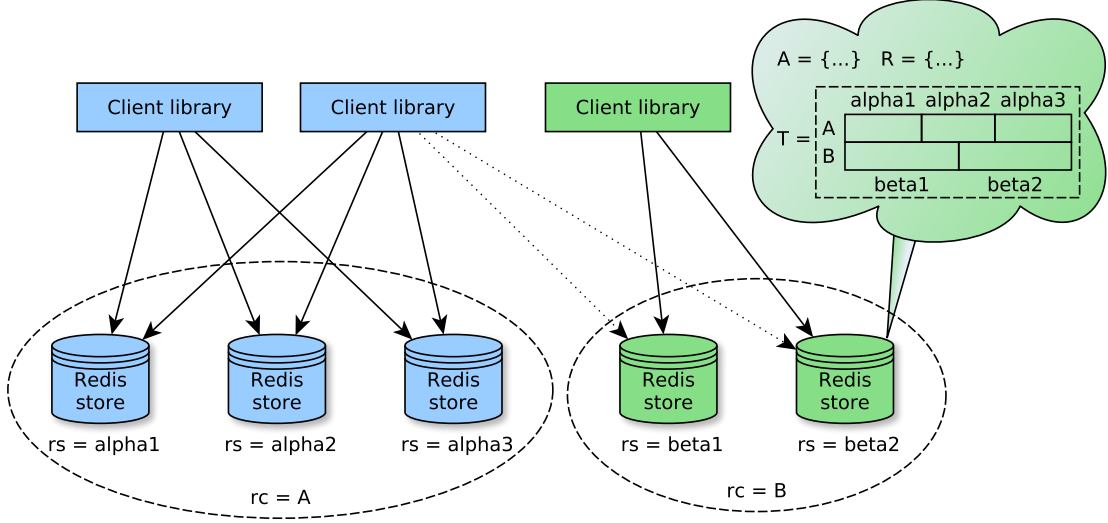 A = {...} R = {...}
Client library Client library Client library
alpha1 alpha2 alpha3
T = A
B
beta1 beta2
Redis store
Redis store
Redis store
Redis store
Redis store
rs = alpha1 rs = alpha2 rs = alpha3 rs = beta1 rs = beta2
rc = A rc = B